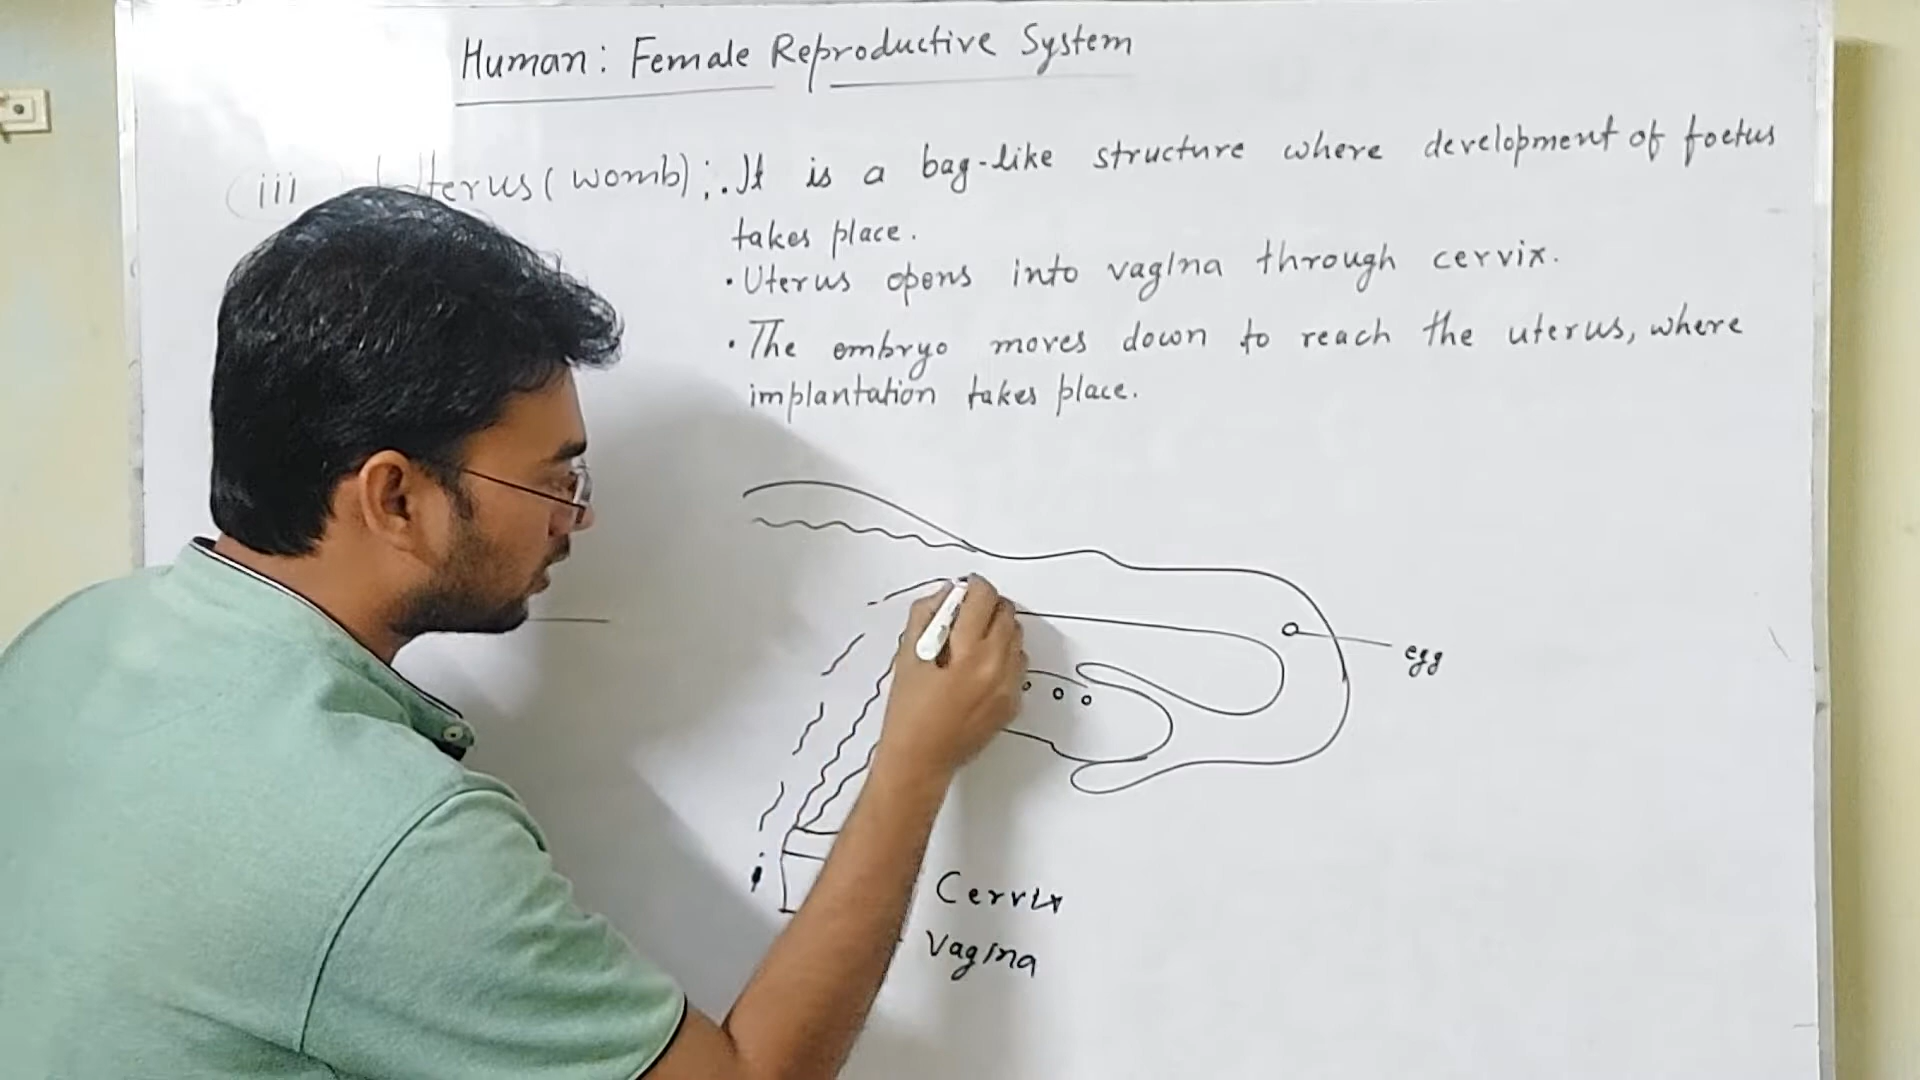 Human: Female Reproductive System
(iii) Uterus (womb): • It is a bag-like structure where development of foetus
takes place.
• Uterus opens into vagina through cervix.
• The embryo moves down to reach the uterus, where
implantation takes place.
egg
Cervix
Vagina